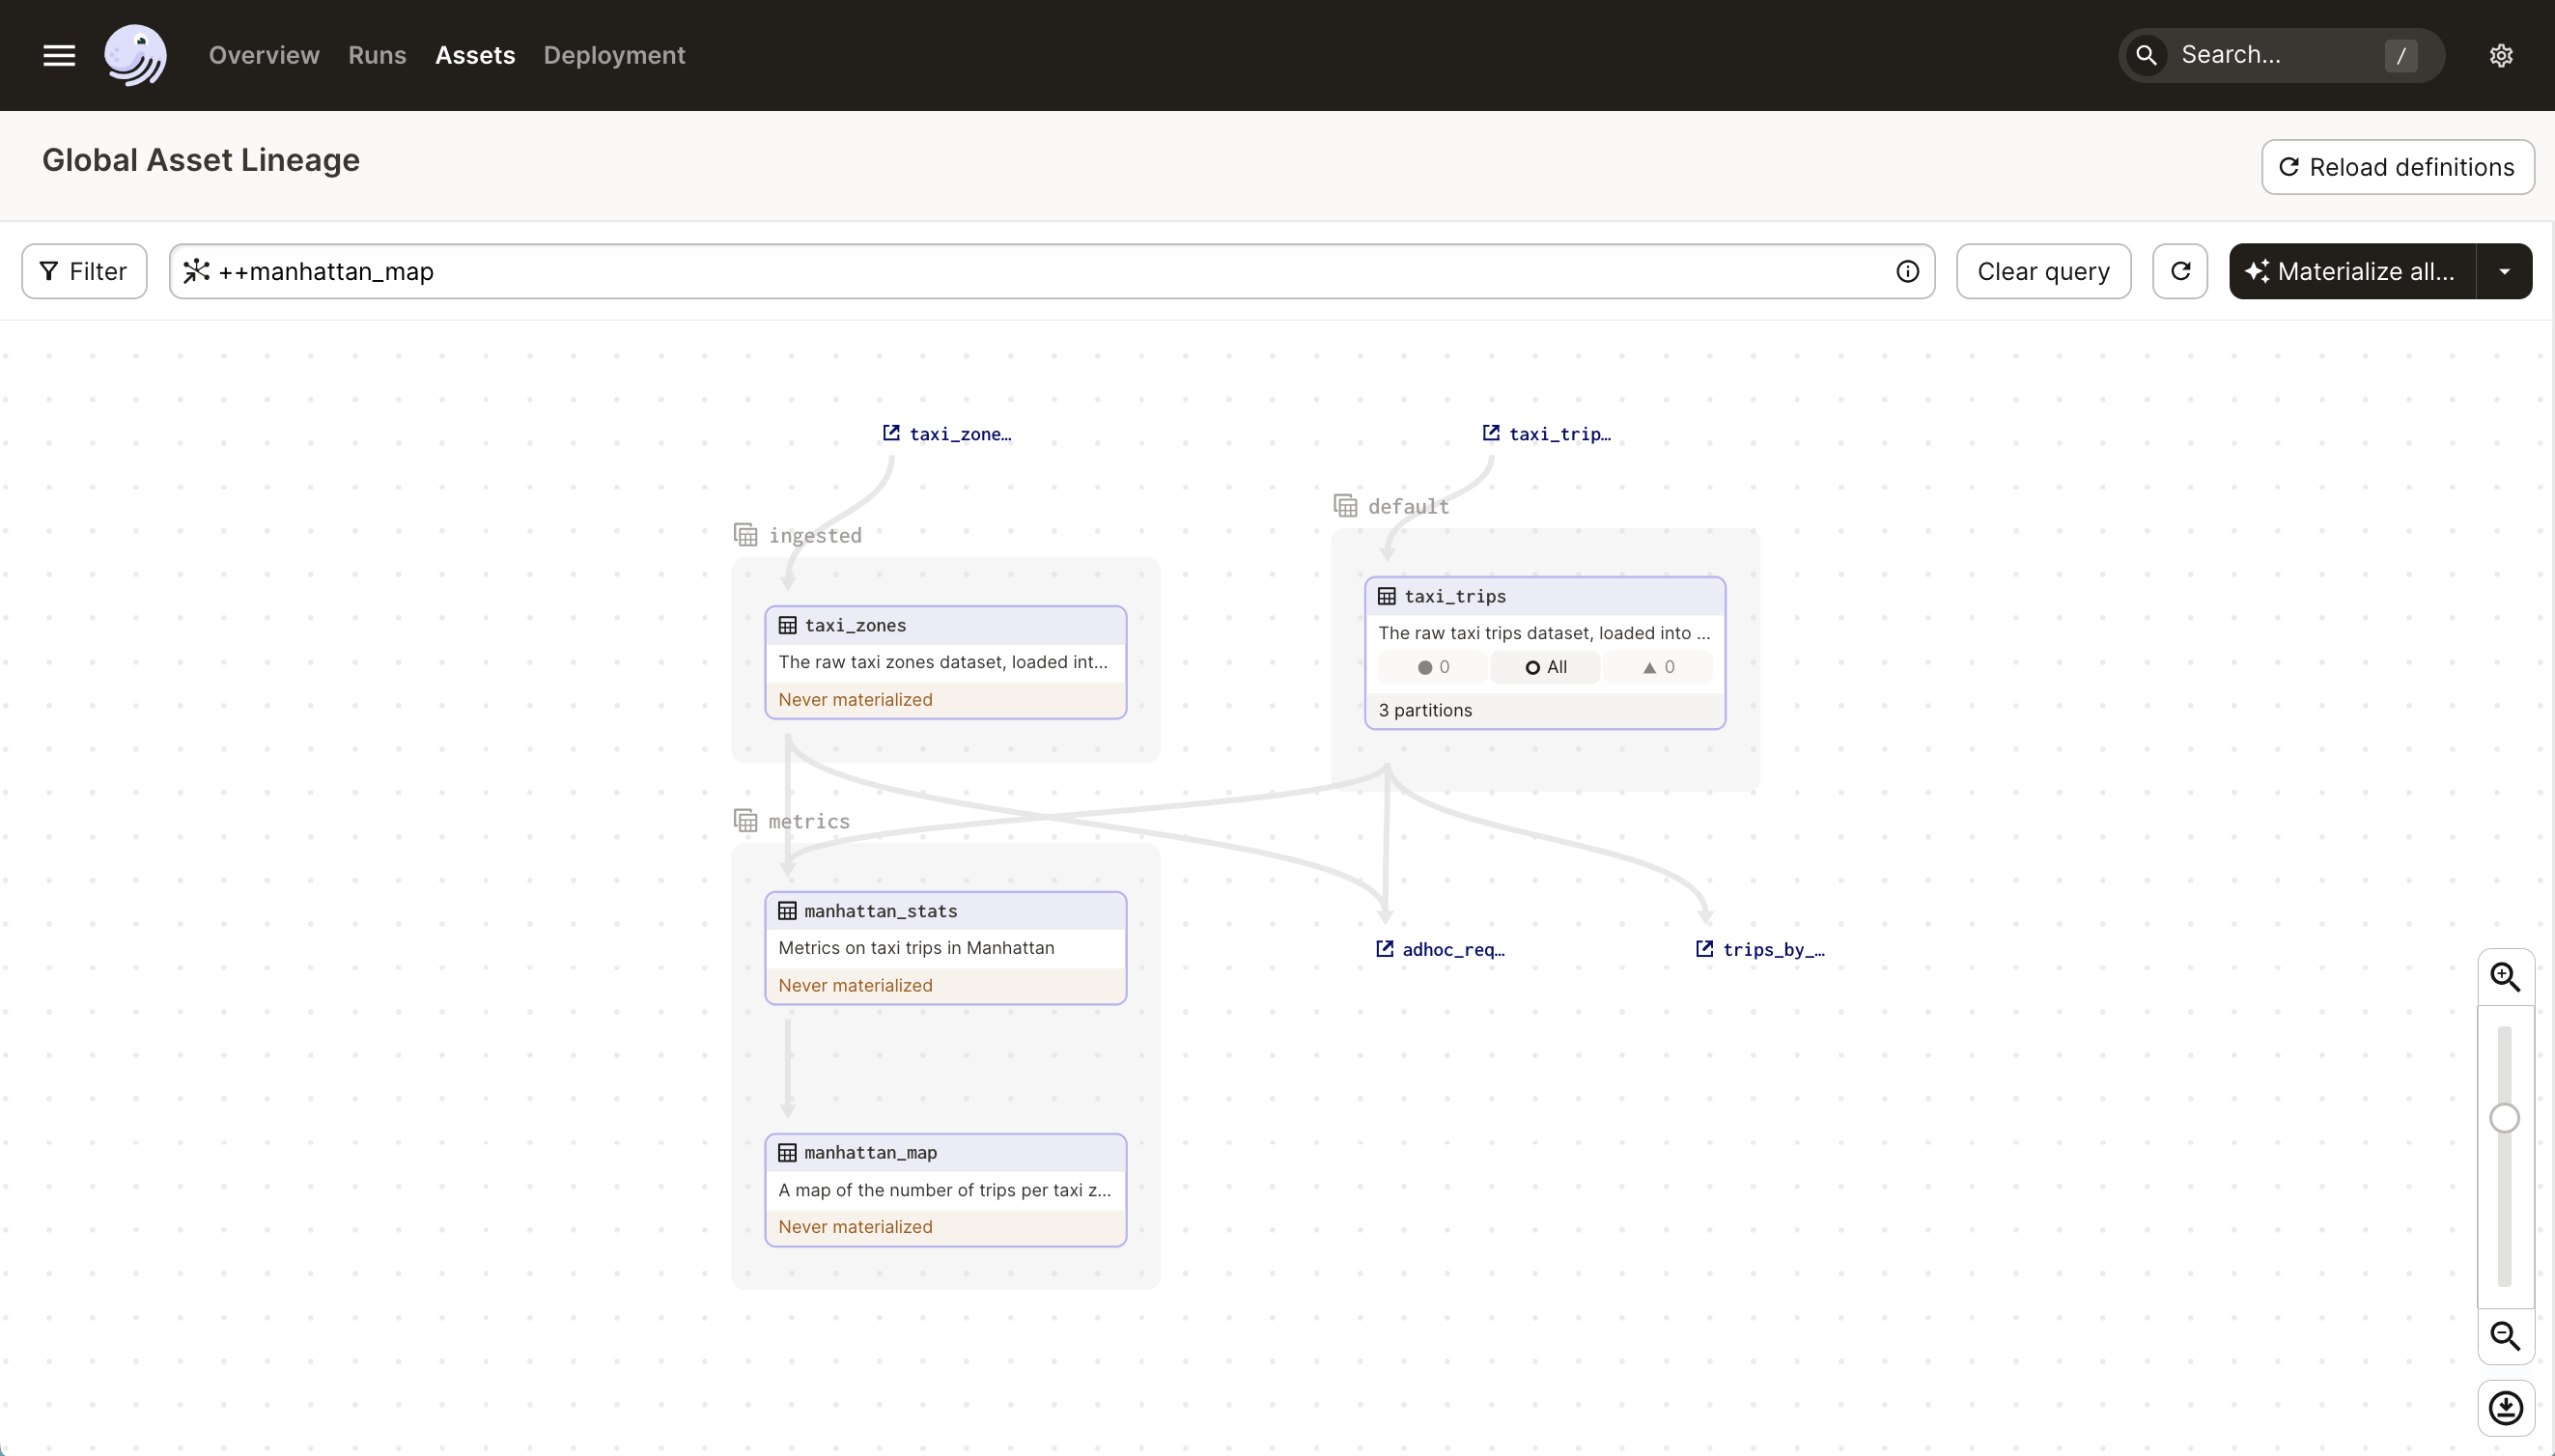 Overview Runs Assets Deployment Search... /
Global Asset Lineage
Reload definitions
Filter ++manhattan_map Clear query Materialize all...
taxi_zone…
taxi_trip…
ingested
default
taxi_zones
The raw taxi zones dataset, loaded int...
Never materialized
taxi_trips
The raw taxi trips dataset, loaded into ...
0 All 0
3 partitions
metrics
manhattan_stats
Metrics on taxi trips in Manhattan
Never materialized
adhoc_req…
trips_by_…
manhattan_map
A map of the number of trips per taxi z...
Never materialized